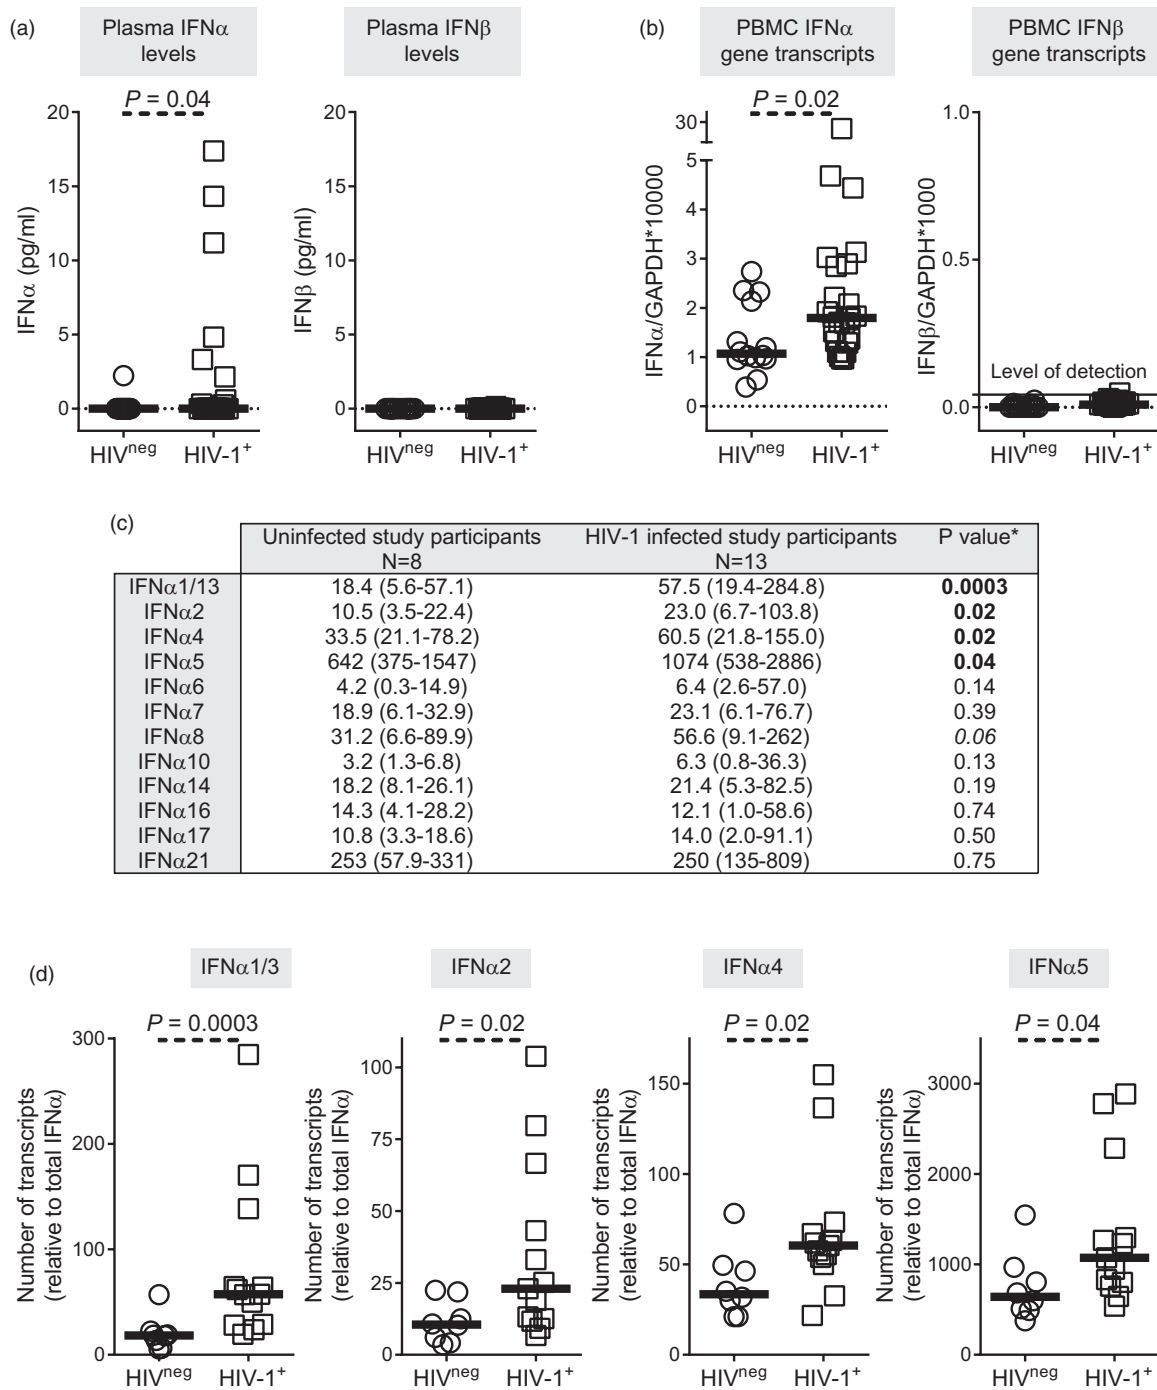 (a)
Plasma IFNα
levels
Plasma IFNβ
levels
P = 0.04
IFNα (pg/ml)
20
15
10
5
0
HIVneg
HIV-1+
IFNβ (pg/ml)
20
15
10
5
0
HIVneg
HIV-1+
(b)
PBMC IFNα
gene transcripts
PBMC IFNβ
gene transcripts
P = 0.02
IFNα/GAPDH*10000
30
5
4
3
2
1
0
HIVneg
HIV-1+
IFNβ/GAPDH*1000
1.0
0.5
0.0
Level of detection
HIVneg
HIV-1+
(c)
Uninfected study participants HIV-1 infected study participants P value*
N=8 N=13
IFNα1/13 18.4 (5.6-57.1) 57.5 (19.4-284.8) 0.0003
IFNα2 10.5 (3.5-22.4) 23.0 (6.7-103.8) 0.02
IFNα4 33.5 (21.1-78.2) 60.5 (21.8-155.0) 0.02
IFNα5 642 (375-1547) 1074 (538-2886) 0.04
IFNα6 4.2 (0.3-14.9) 6.4 (2.6-57.0) 0.14
IFNα7 18.9 (6.1-32.9) 23.1 (6.1-76.7) 0.39
IFNα8 31.2 (6.6-89.9) 56.6 (9.1-262) 0.06
IFNα10 3.2 (1.3-6.8) 6.3 (0.8-36.3) 0.13
IFNα14 18.2 (8.1-26.1) 21.4 (5.3-82.5) 0.19
IFNα16 14.3 (4.1-28.2) 12.1 (1.0-58.6) 0.74
IFNα17 10.8 (3.3-18.6) 14.0 (2.0-91.1) 0.50
IFNα21 253 (57.9-331) 250 (135-809) 0.75
(d)
IFNα1/3
P = 0.0003
Number of transcripts
(relative to total IFNα)
300
200
100
0
HIVneg
HIV-1+
IFNα2
P = 0.02
Number of transcripts
(relative to total IFNα)
100
75
50
25
0
HIVneg
HIV-1+
IFNα4
P = 0.02
Number of transcripts
(relative to total IFNα)
150
100
50
0
HIVneg
HIV-1+
IFNα5
P = 0.04
Number of transcripts
(relative to total IFNα)
3000
2000
1000
0
HIVneg
HIV-1+